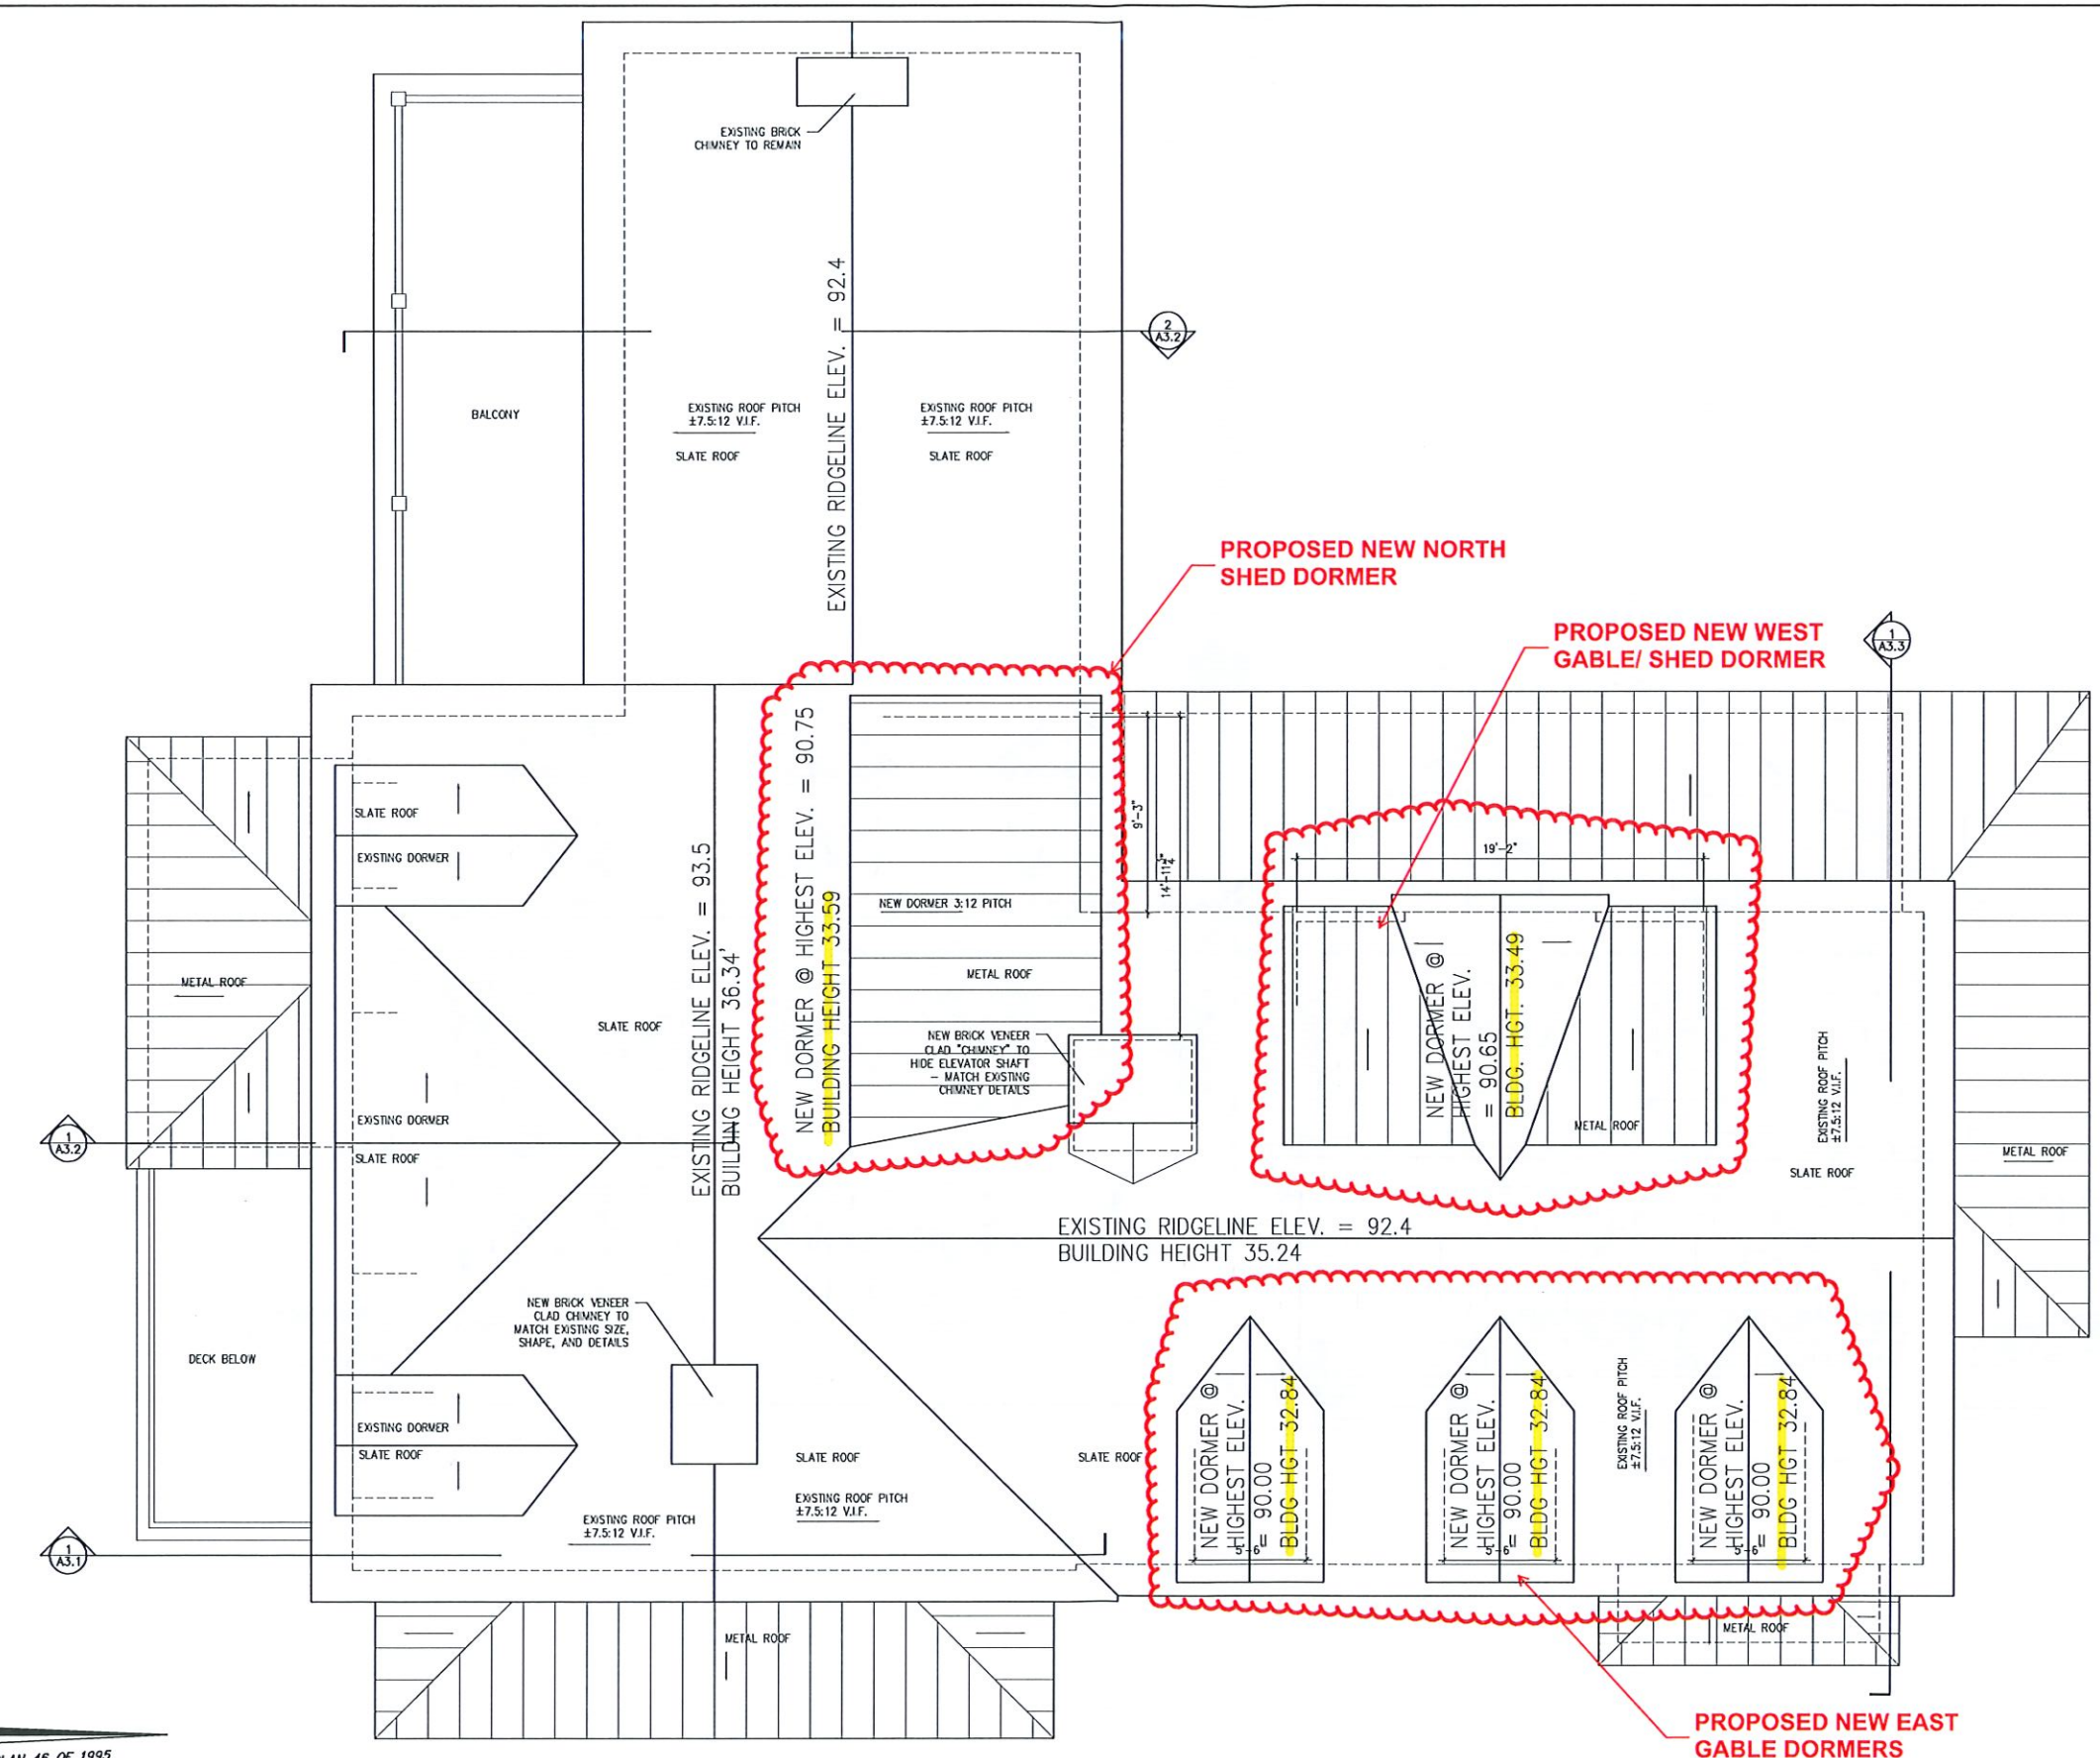 EXISTING BRICK
CHIMNEY TO REMAIN
EXISTING RIDGELINE ELEV. = 92.4
2
A3.2
BALCONY
EXISTING ROOF PITCH
±7.5:12 V.I.F.
SLATE ROOF
EXISTING ROOF PITCH
±7.5:12 V.I.F.
SLATE ROOF
PROPOSED NEW NORTH
SHED DORMER
PROPOSED NEW WEST
GABLE/ SHED DORMER
1
A3.3
SLATE ROOF
EXISTING DORMER
METAL ROOF
SLATE ROOF
EXISTING RIDGELINE ELEV. = 93.5
BUILDING HEIGHT 36.34'
NEW DORMER @ HIGHEST ELEV. = 90.75
BUILDING HEIGHT 33.59
NEW DORMER 3:12 PITCH
METAL ROOF
9'-3"
NEW BRICK VENEER
CLAD "CHIMNEY" TO
HIDE ELEVATOR SHAFT
– MATCH EXISTING
CHIMNEY DETAILS
19'-2"
NEW DORMER @
HIGHEST ELEV.
= 90.65
BLDG. HGT. 33.49
METAL ROOF
EXISTING ROOF PITCH
±7.5:12 V.I.F.
SLATE ROOF
METAL ROOF
1
A3.2
EXISTING DORMER
SLATE ROOF
EXISTING RIDGELINE ELEV. = 92.4
BUILDING HEIGHT 35.24
NEW BRICK VENEER
CLAD CHIMNEY TO
MATCH EXISTING SIZE,
SHAPE, AND DETAILS
DECK BELOW
EXISTING DORMER
SLATE ROOF
SLATE ROOF
EXISTING ROOF PITCH
±7.5:12 V.I.F.
EXISTING ROOF PITCH
±7.5:12 V.I.F.
SLATE ROOF
NEW DORMER @
HIGHEST ELEV.
= 90.00
BLDG HGT 32.84
5-6
NEW DORMER @
HIGHEST ELEV.
= 90.00
BLDG HGT 32.84
5-6
EXISTING ROOF PITCH
±7.5:12 V.I.F.
NEW DORMER @
HIGHEST ELEV.
= 90.00
BLDG HGT 32.84
5-6
1
A3.1
METAL ROOF
METAL ROOF
PROPOSED NEW EAST
GABLE DORMERS
46 OF 1995